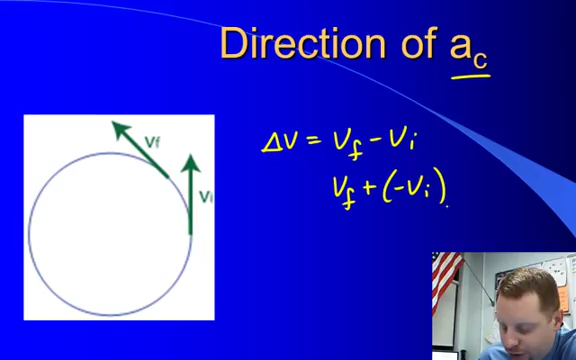 Direction of a_c
ΔV = V_f - V_i
V_f + (-V_i)
V_f
V_i